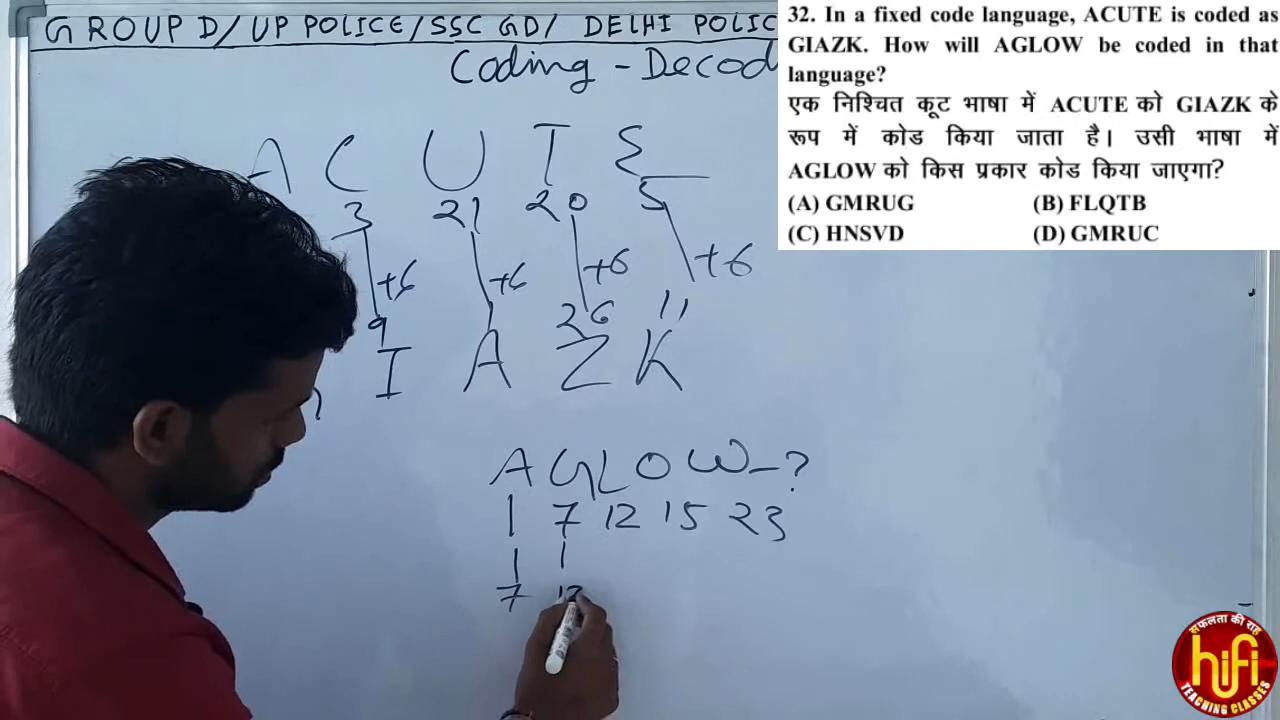 GROUP D/ UP POLICE/SSC GD/ DELHI POLIC
Coding - Decod
32. In a fixed code language, ACUTE is coded as
GIAZK. How will AGLOW be coded in that
language?
एक निश्चित कूट भाषा में ACUTE को GIAZK के
रूप में कोड किया जाता है। उसी भाषा में
AGLOW को किस प्रकार कोड किया जाएगा?
(A) GMRUG (B) FLQTB
(C) HNSVD (D) GMRUC
A C U T E
3 21 20 5
+6 +6 +6 +6
9 1 26 11
I A Z K
A G L O W - ?
1 7 12 15 23
7
सफलता की राह
hifi
TEACHING CLASSES